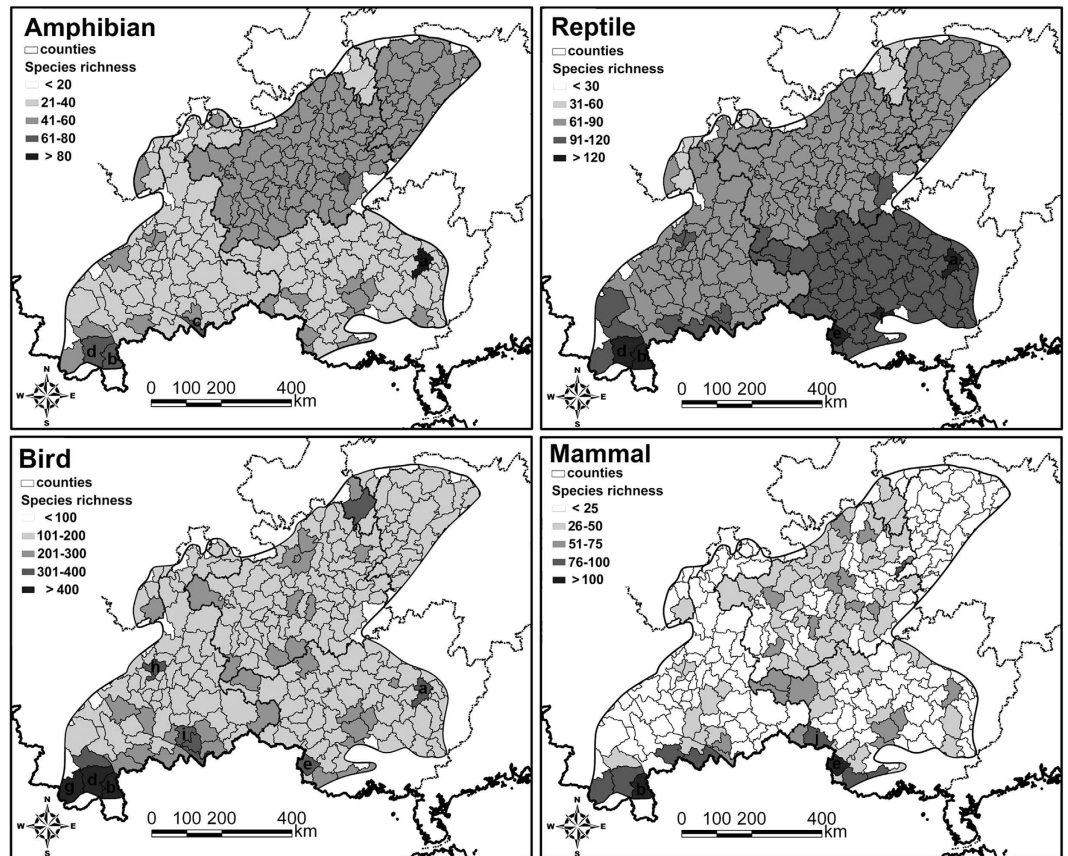 Amphibian
counties
Species richness
< 20
21-40
41-60
61-80
> 80
a
c
d
b
N
W
E
S
0 100 200 400
km
Reptile
counties
Species richness
< 30
31-60
61-90
91-120
> 120
a
e
d
b
N
W
E
S
0 100 200 400
km
Bird
counties
Species richness
< 100
101-200
201-300
301-400
> 400
h
a
i
e
g
d
b
N
W
E
S
0 100 200 400
km
Mammal
counties
Species richness
< 25
26-50
51-75
76-100
> 100
e
b
N
W
E
S
0 100 200 400
km